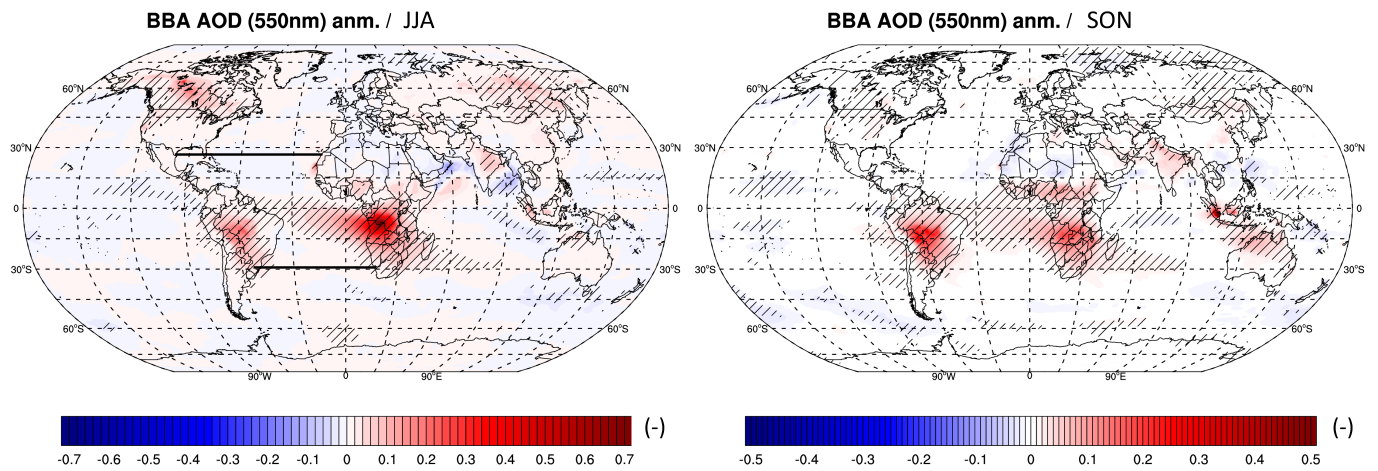 BBA AOD (550nm) anm. / JJA
60°N 60°N
30°N 30°N
0 0
30°S 30°S
60°S 60°S
90°W 0 90°E
-0.7 -0.6 -0.5 -0.4 -0.3 -0.2 -0.1 0 0.1 0.2 0.3 0.4 0.5 0.6 0.7 (-)
BBA AOD (550nm) anm. / SON
60°N 60°N
30°N 30°N
0 0
30°S 30°S
60°S 60°S
90°W 0 90°E
-0.5 -0.4 -0.3 -0.2 -0.1 0 0.1 0.2 0.3 0.4 0.5 (-)